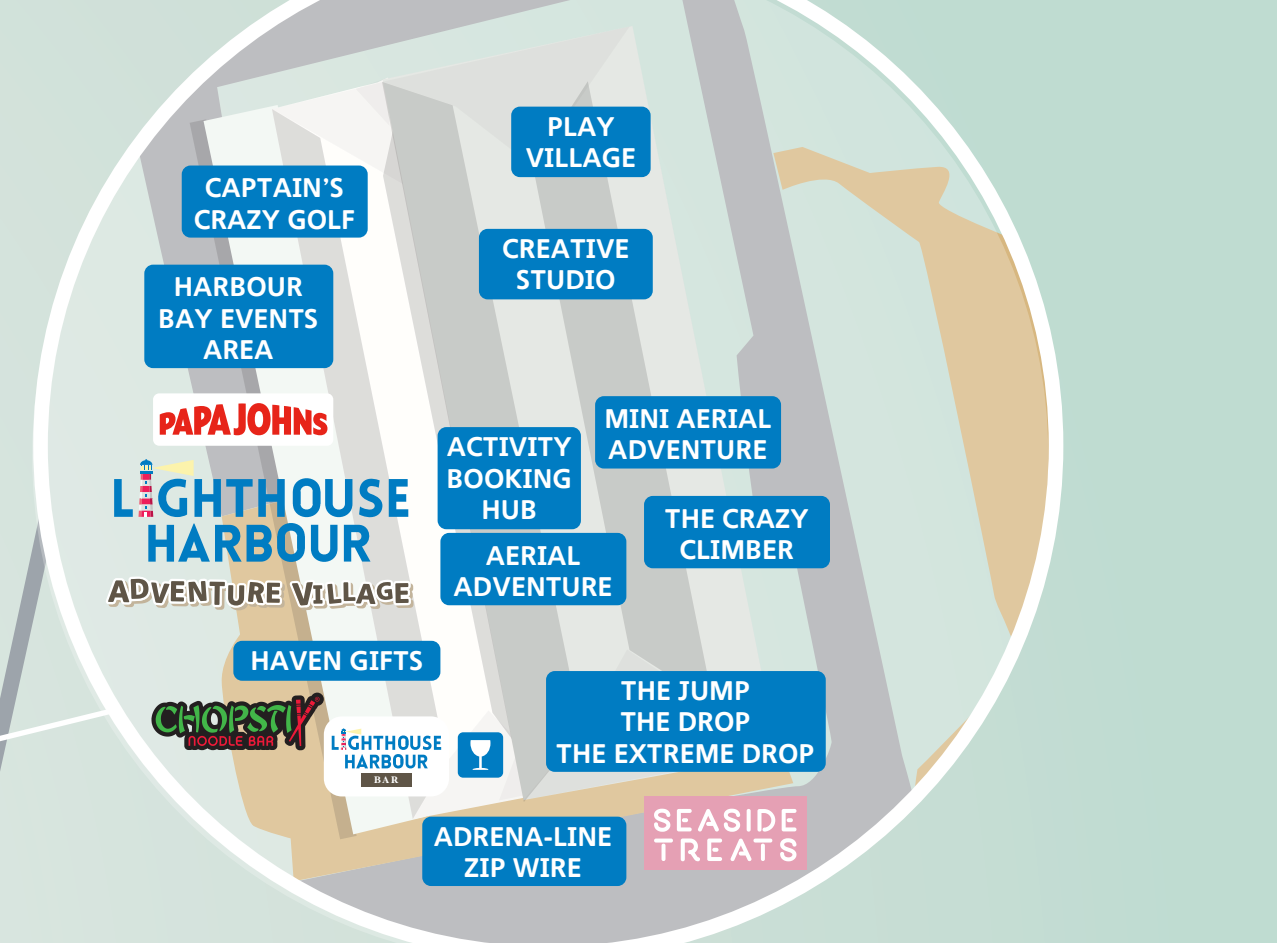 PLAY
VILLAGE
CAPTAIN'S
CRAZY GOLF
CREATIVE
STUDIO
HARBOUR
BAY EVENTS
AREA
PAPA JOHNS
MINI AERIAL
ADVENTURE
ACTIVITY
BOOKING
HUB
LIGHTHOUSE
HARBOUR
ADVENTURE VILLAGE
THE CRAZY
CLIMBER
AERIAL
ADVENTURE
HAVEN GIFTS
THE JUMP
THE DROP
THE EXTREME DROP
CHOPSTIX
NOODLE BAR
LIGHTHOUSE
HARBOUR
BAR
SEASIDE
TREATS
ADRENA-LINE
ZIP WIRE